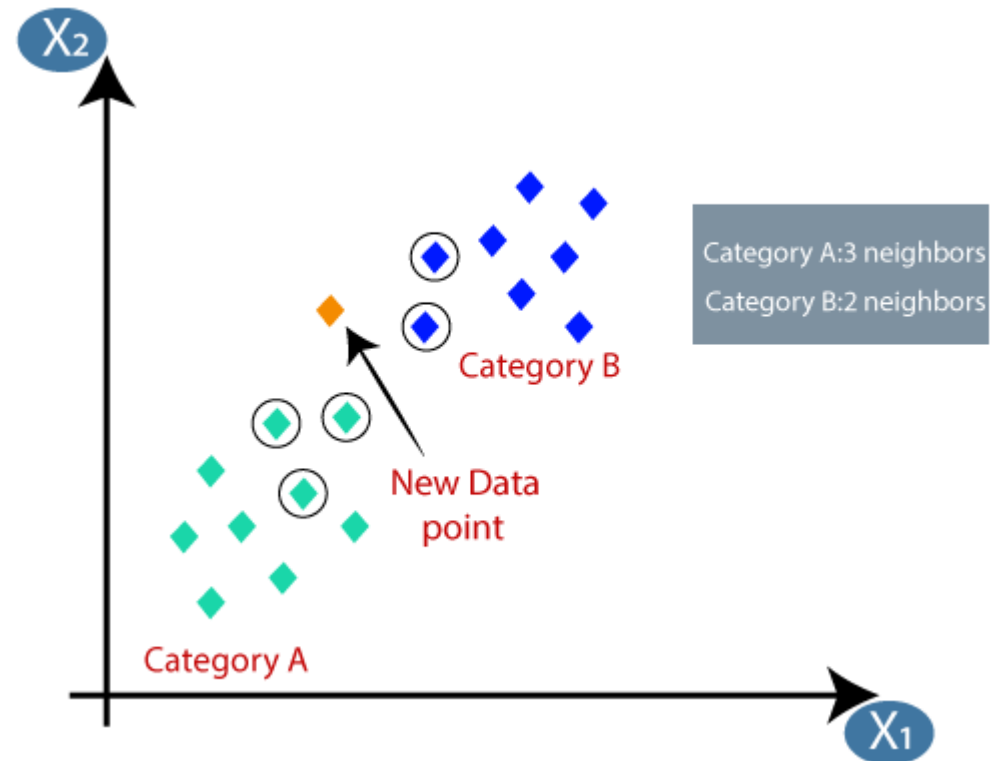 X₂
Category A:3 neighbors
Category B:2 neighbors
Category B
New Data
point
Category A
X₁